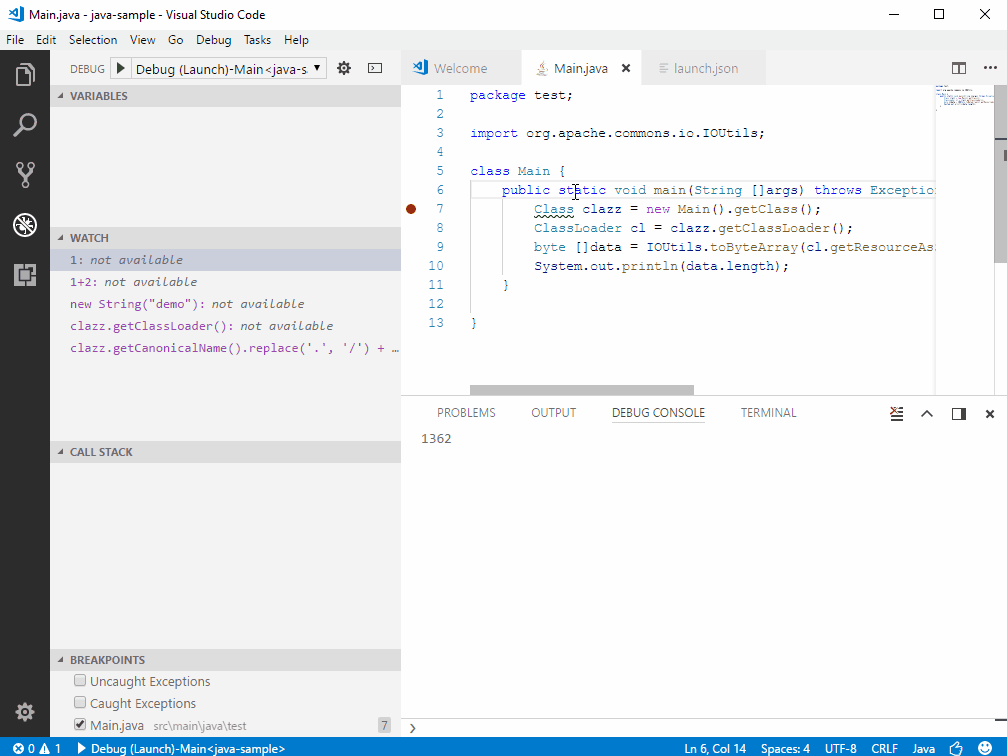 Main.java - java-sample - Visual Studio Code
File Edit Selection View Go Debug Tasks Help
DEBUG Debug (Launch)-Main<java-s
Welcome Main.java launch.json
VARIABLES
WATCH
1: not available
1+2: not available
new String("demo"): not available
clazz.getClassLoader(): not available
clazz.getCanonicalName().replace('.', '/') + …
CALL STACK
BREAKPOINTS
Uncaught Exceptions
Caught Exceptions
Main.java src\main\java\test 7
1 package test;
2
3 import org.apache.commons.io.IOUtils;
4
5 class Main {
6 public static void main(String []args) throws Exceptio
7 Class clazz = new Main().getClass();
8 ClassLoader cl = clazz.getClassLoader();
9 byte []data = IOUtils.toByteArray(cl.getResourceAs
10 System.out.println(data.length);
11 }
12
13 }
PROBLEMS OUTPUT DEBUG CONSOLE TERMINAL
1362
0 1 Debug (Launch)-Main<java-sample> Ln 6, Col 14 Spaces: 4 UTF-8 CRLF Java